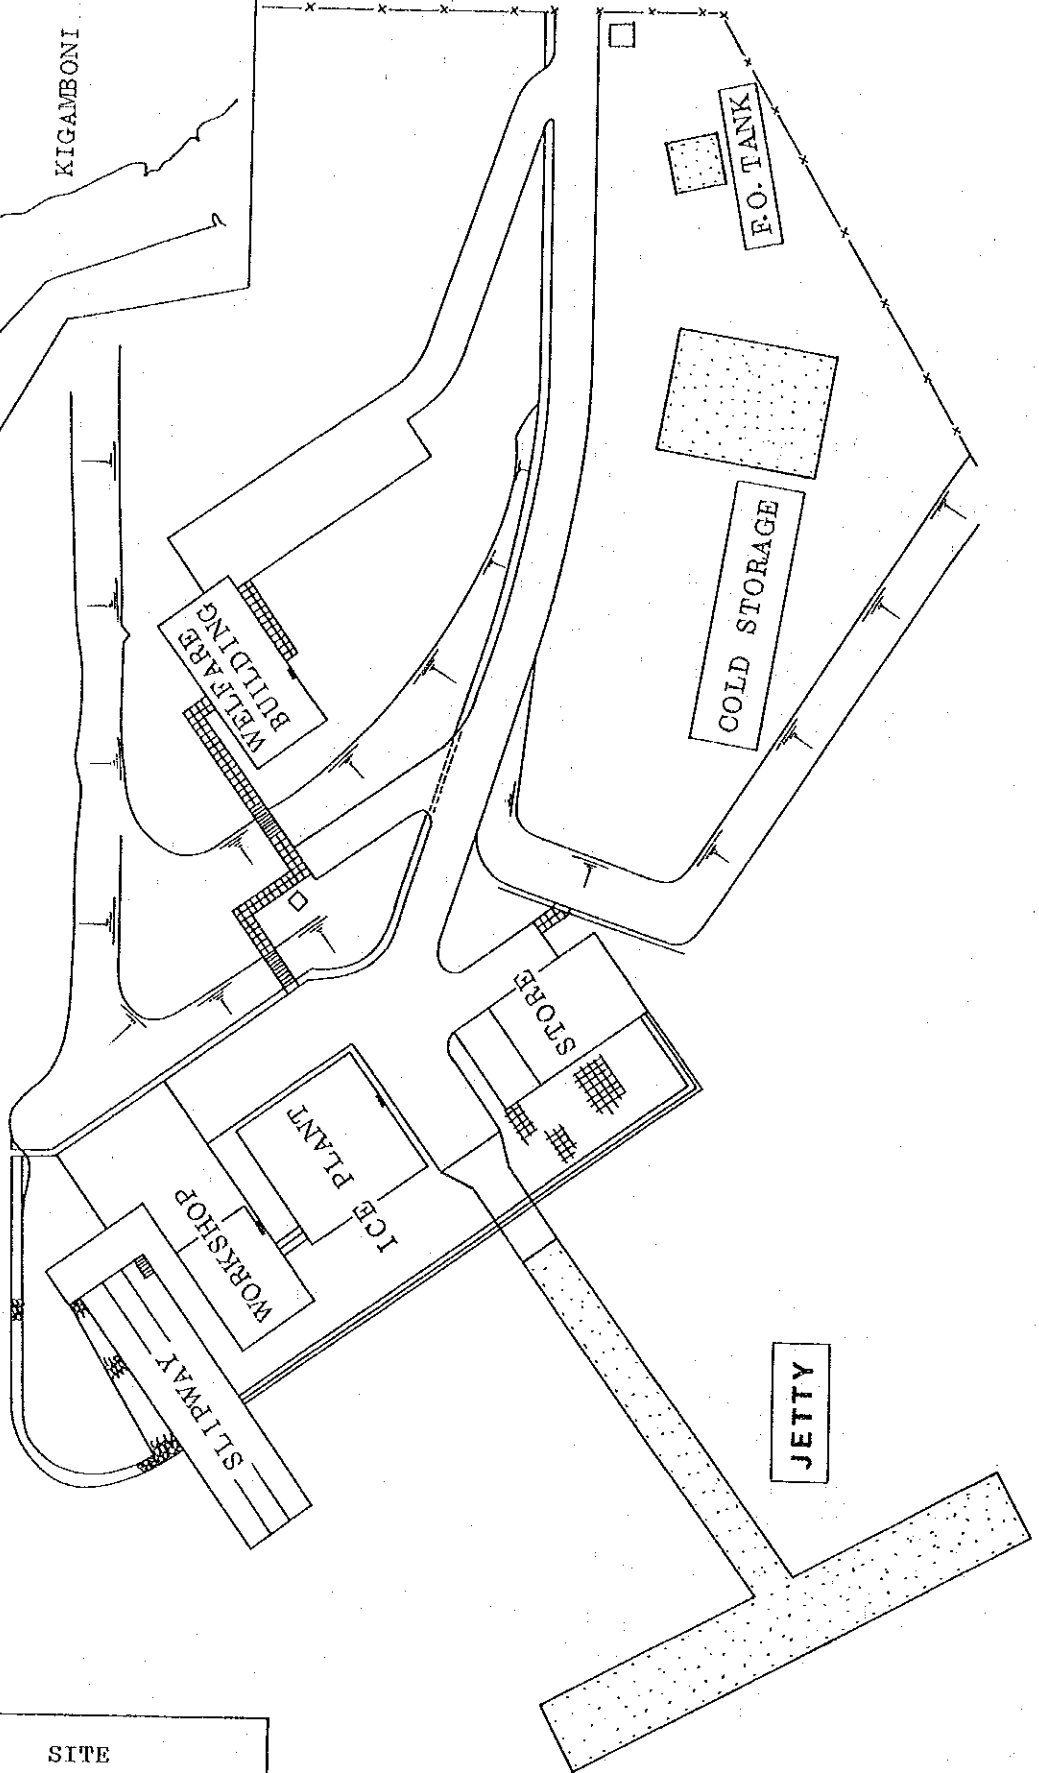 KIGAMBONI
F.O. TANK
COLD STORAGE
WELFARE
BUILDING
STORE
ICE PLANT
WORKSHOP
SLIPWAY
JETTY
SITE